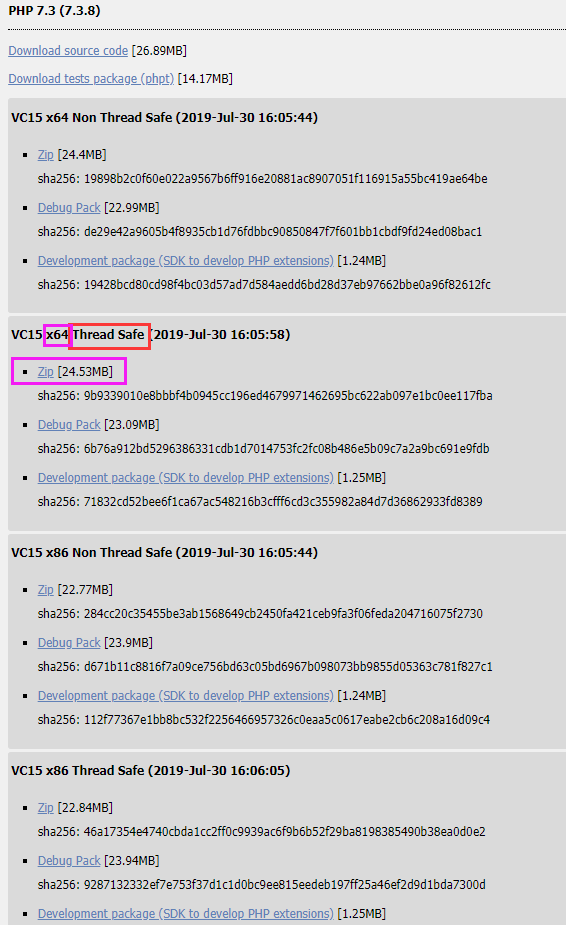 PHP 7.3 (7.3.8)
Download source code [26.89MB]
Download tests package (phpt) [14.17MB]
VC15 x64 Non Thread Safe (2019-Jul-30 16:05:44)
Zip [24.4MB]
sha256: 19898b2c0f60e022a9567b6ff916e20881ac8907051f116915a55bc419ae64be
Debug Pack [22.99MB]
sha256: de29e42a9605b4f8935cb1d76fdbbc90850847f7f601bb1cbdf9fd24ed08bac1
Development package (SDK to develop PHP extensions) [1.24MB]
sha256: 19428bcd80cd98f4bc03d57ad7d584aedd6bd28d37eb97662bbe0a96f82612fc
VC15 x64 Thread Safe (2019-Jul-30 16:05:58)
Zip [24.53MB]
sha256: 9b9339010e8bbbf4b0945cc196ed4679971462695bc622ab097e1bc0ee117fba
Debug Pack [23.09MB]
sha256: 6b76a912bd5296386331cdb1d7014753fc2fc08b486e5b09c7a2a9bc691e9fdb
Development package (SDK to develop PHP extensions) [1.25MB]
sha256: 71832cd52bee6f1ca67ac548216b3cfff6cd3c355982a84d7d36862933fd8389
VC15 x86 Non Thread Safe (2019-Jul-30 16:05:44)
Zip [22.77MB]
sha256: 284cc20c35455be3ab1568649cb2450fa421ceb9fa3f06feda204716075f2730
Debug Pack [23.9MB]
sha256: d671b11c8816f7a09ce756bd63c05bd6967b098073bb9855d05363c781f827c1
Development package (SDK to develop PHP extensions) [1.24MB]
sha256: 112f77367e1bb8bc532f2256466957326c0eaa5c0617eabe2cb6c208a16d09c4
VC15 x86 Thread Safe (2019-Jul-30 16:06:05)
Zip [22.84MB]
sha256: 46a17354e4740cbda1cc2ff0c9939ac6f9b6b52f29ba8198385490b38ea0d0e2
Debug Pack [23.94MB]
sha256: 9287132332ef7e753f37d1c1d0bc9ee815eedeb197ff25a46ef2d9d1bda7300d
Development package (SDK to develop PHP extensions) [1.25MB]